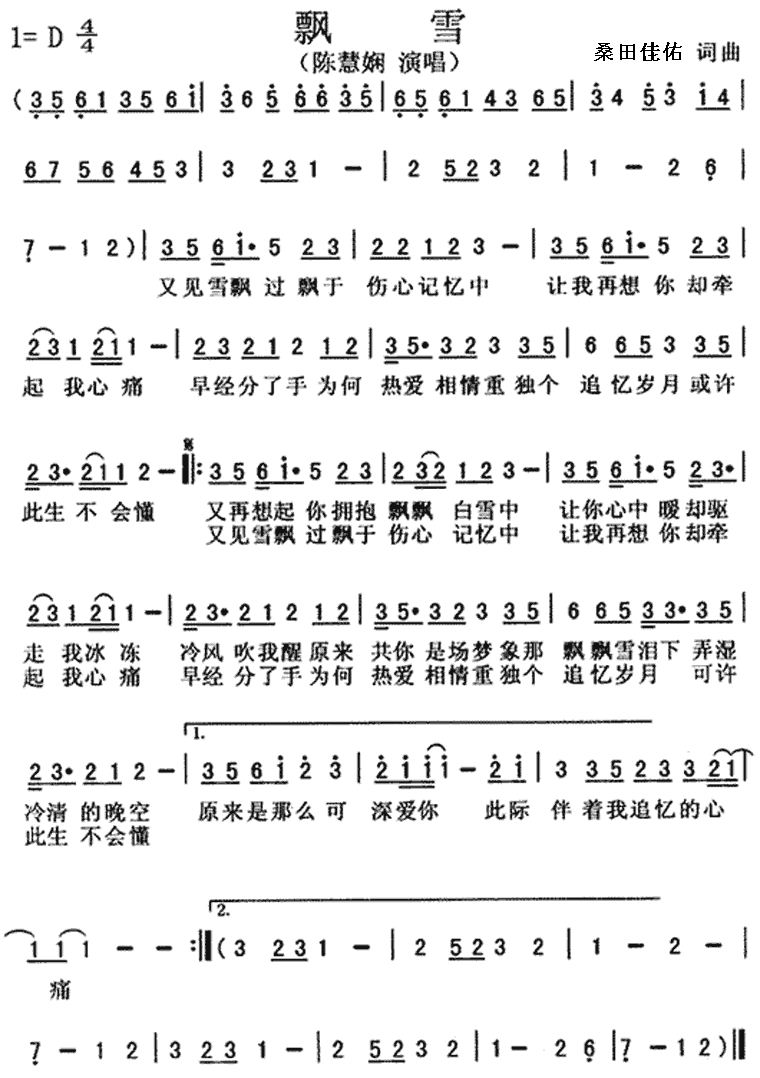 1= D 4/4
飘 雪
（陈慧娴 演唱）
桑田佳佑 词曲
( 3 5 6 1 3 5 6 i | 3 6 5 6 6 3 5 | 6 5 6 1 4 3 6 5 | 3 4 5 3 i 4 |
6 7 5 6 4 5 3 | 3 2 3 1 － | 2 5 2 3 2 | 1 － 2 6 |
7 － 1 2 ) | 3 5 6 i· 5 2 3 | 2 2 1 2 3 － | 3 5 6 i· 5 2 3 |
又见雪飘 过 飘于 伤心记忆中 让我再想 你 却牵
2 3 1 2 1 1 － | 2 3 2 1 2 1 2 | 3 5· 3 2 3 3 5 | 6 6 5 3 3 5 |
起 我心 痛 早经分了手 为何 热爱 相情重 独个 追忆岁月或许
2 3· 2 1 1 2 － 𝄋 ‖: 3 5 6 i· 5 2 3 | 2 3 2 1 2 3 － | 3 5 6 i· 5 2 3· |
此生 不 会懂 又再想起 你 拥抱 飘飘 白雪中 让你心中 暖却驱
又见雪飘 过 飘于 伤心 记忆中 让我再想 你却牵
2 3 1 2 1 1 － | 2 3· 2 1 2 1 2 | 3 5· 3 2 3 3 5 | 6 6 5 3 3· 3 5 |
走 我冰 冻 冷风 吹我醒 原来 共你 是场梦 象那 飘飘雪泪下 弄湿
起 我心 痛 早经 分了手 为何 热爱 相情重 独个 追忆岁月 可许
1.
2 3· 2 1 2 － | 3 5 6 i 2 3 | 2 i i i － 2 i | 3 3 5 2 3 3 2 1 |
冷清 的晚空 原来是那么可 深爱你 此际 伴 着我追忆的心
此生 不会懂
2.
1 1 1 － － :‖ ( 3 2 3 1 － | 2 5 2 3 2 | 1 － 2 － |
痛
7 － 1 2 | 3 2 3 1 － | 2 5 2 3 2 | 1 － 2 6 | 7 － 1 2 ) ‖